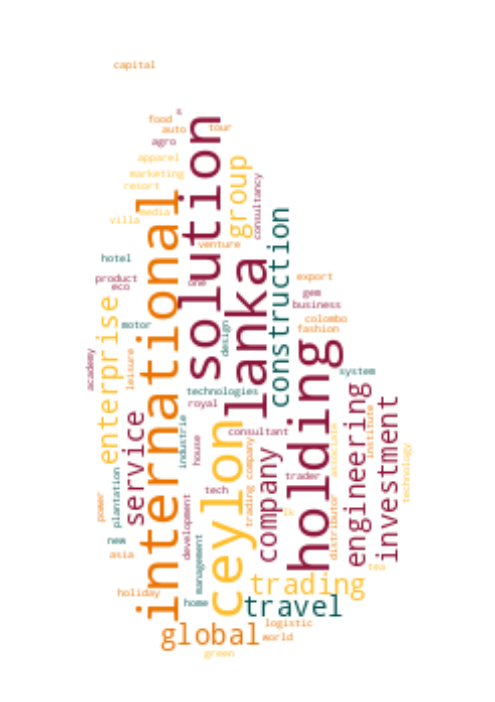 capital
s
food
auto
tour
agro
solution
apparel
group
marketing
resort
consultancy
international
media
villa
construction
venture
hotel
lanka
product
eco
one
export
gem
business
enterprise
motor
design
colombo
fashion
holding
academy
leisure
system
technologies
royal
engineering
service
investment
industrie
house
consultant
institute
ceylon
trading company
company
associate
technology
plantation
power
tech
trader
development
lk
distributor
new
asia
management
tea
trading
holiday
home
travel
global
logistic
world
green